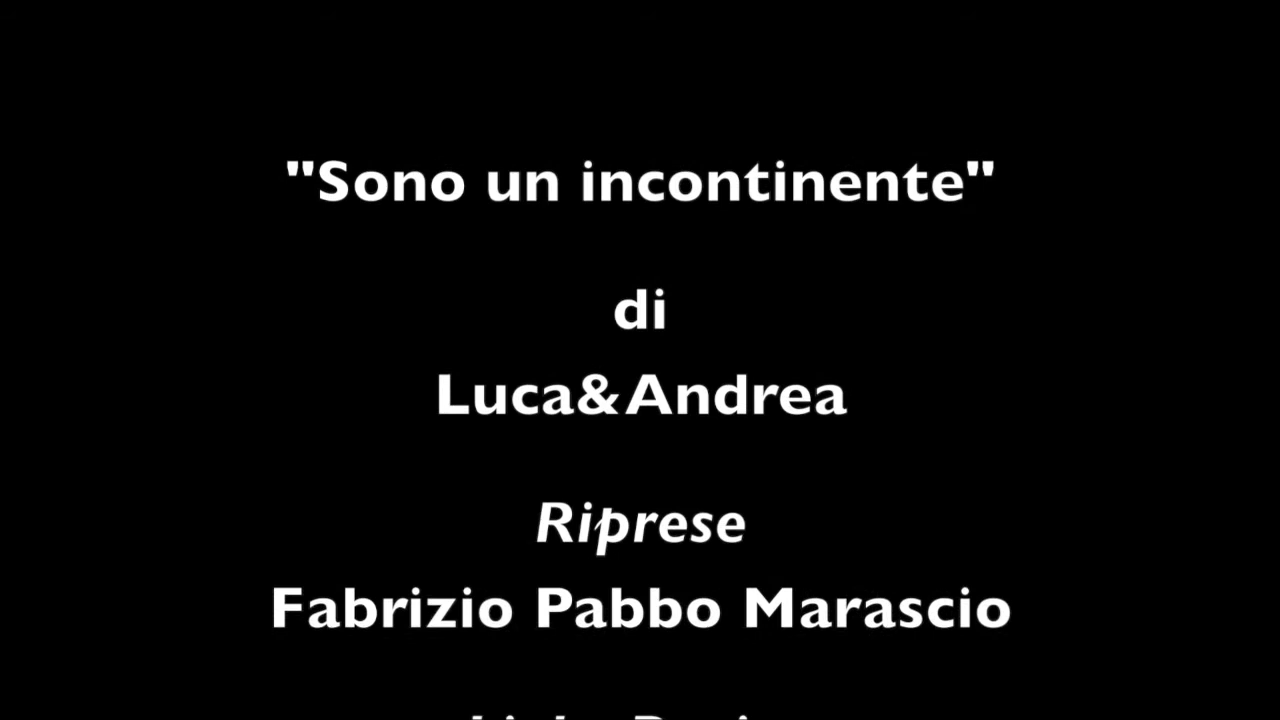 "Sono un incontinente"
di
Luca&Andrea
Riprese
Fabrizio Pabbo Marascio